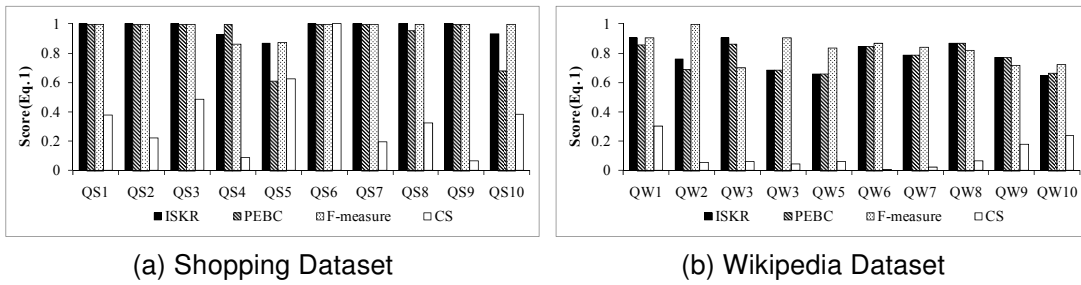 Score(Eq.1)
1
0.8
0.6
0.4
0.2
0
QS1 QS2 QS3 QS4 QS5 QS6 QS7 QS8 QS9 QS10
ISKR PEBC F-measure CS
(a) Shopping Dataset
Score(Eq.1)
1
0.8
0.6
0.4
0.2
0
QW1 QW2 QW3 QW3 QW5 QW6 QW7 QW8 QW9 QW10
ISKR PEBC F-measure CS
(b) Wikipedia Dataset